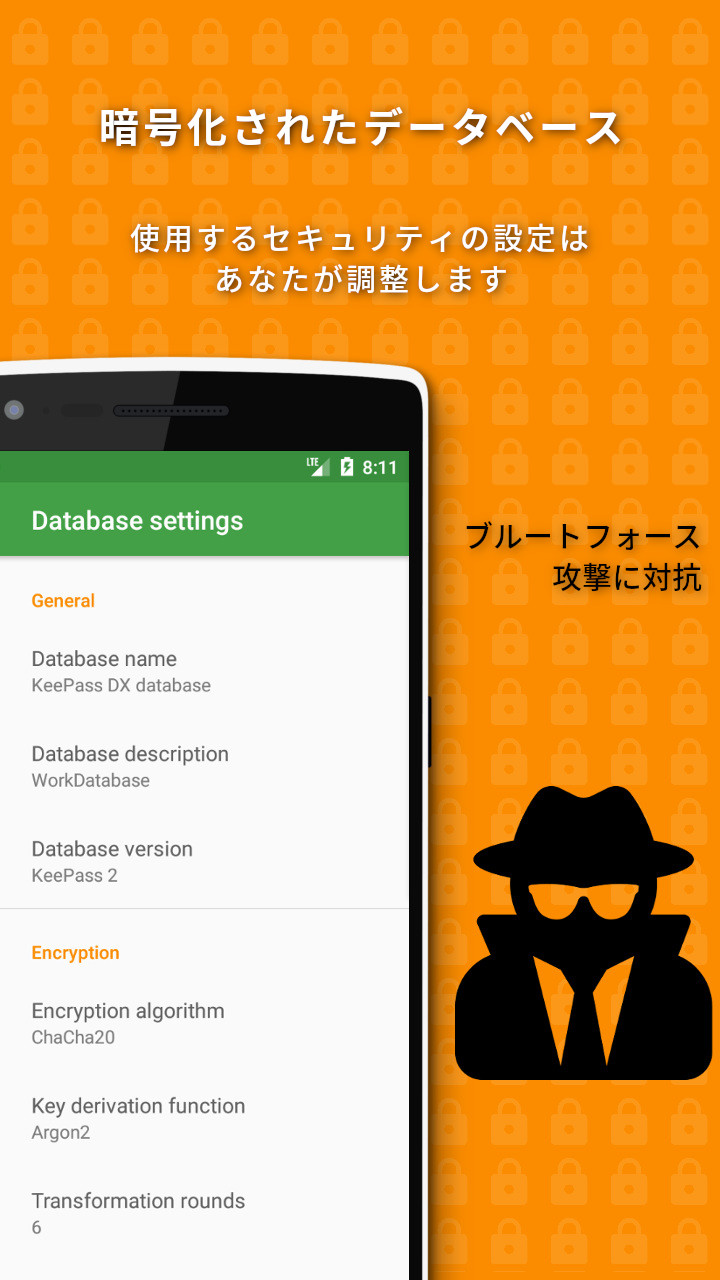 暗号化されたデータベース
使用するセキュリティの設定は
あなたが調整します
LTE
8:11
Database settings
ブルートフォース
攻撃に対抗
General
Database name
KeePass DX database
Database description
WorkDatabase
Database version
KeePass 2
Encryption
Encryption algorithm
ChaCha20
Key derivation function
Argon2
Transformation rounds
6